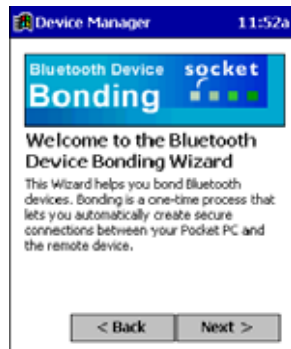 Device Manager 11:52a
Bluetooth Device socket
Bonding
Welcome to the Bluetooth
Device Bonding Wizard
This Wizard helps you bond Bluetooth
devices. Bonding is a one-time process that
lets you automatically create secure
connections between your Pocket PC and
the remote device.
< Back Next >